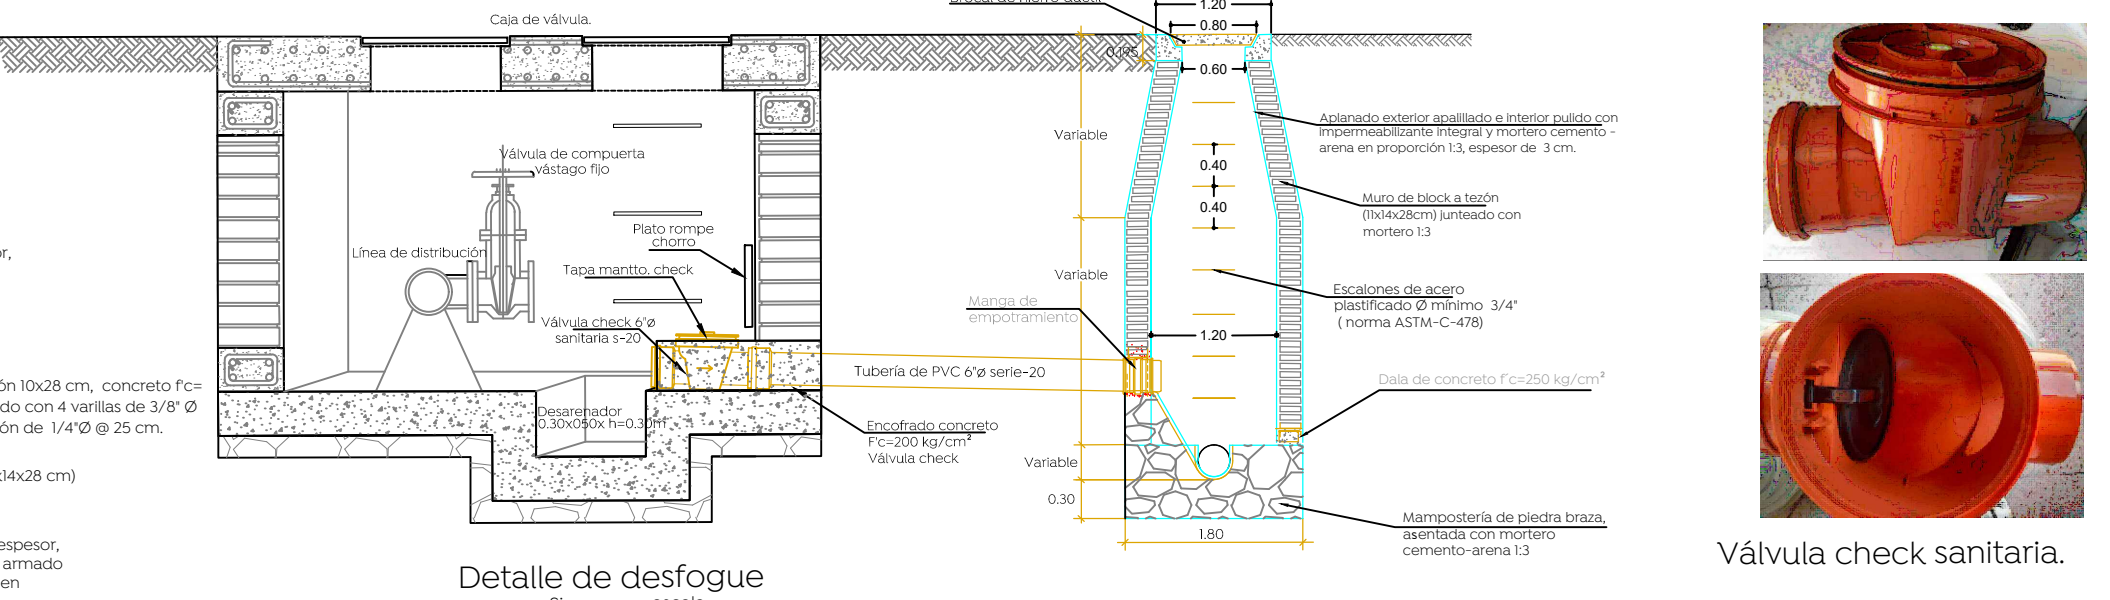 Caja de válvula.
1.20
0.80
0.195
0.60
Variable
Válvula de compuerta
vástago fijo
Aplanado exterior apalillado e interior pulido con
impermeabilizante integral y mortero cemento -
arena en proporción 1:3, espesor de 3 cm.
0.40
0.40
Muro de block a tezón
(11x14x28cm) junteado con
mortero 1:3
Plato rompe
chorro
Línea de distribución
Tapa mantto. check
Variable
Escalones de acero
plastificado Ø mínimo 3/4"
( norma ASTM-C-478)
Manga de
empotramiento
Válvula check 6"ø
sanitaria s-20
1.20
Tubería de PVC 6"ø serie-20
Dala de concreto f´c=250 kg/cm²
ón 10x28 cm, concreto f'c=
do con 4 varillas de 3/8" Ø
ón de 1/4"Ø @ 25 cm.
Desarenador
0.30x050x h=0.30m
Encofrado concreto
F'c=200 kg/cm²
Válvula check
Variable
x14x28 cm)
0.30
Mampostería de piedra braza,
asentada con mortero
cemento-arena 1:3
1.80
espesor,
armado
en
Detalle de desfogue
Válvula check sanitaria.